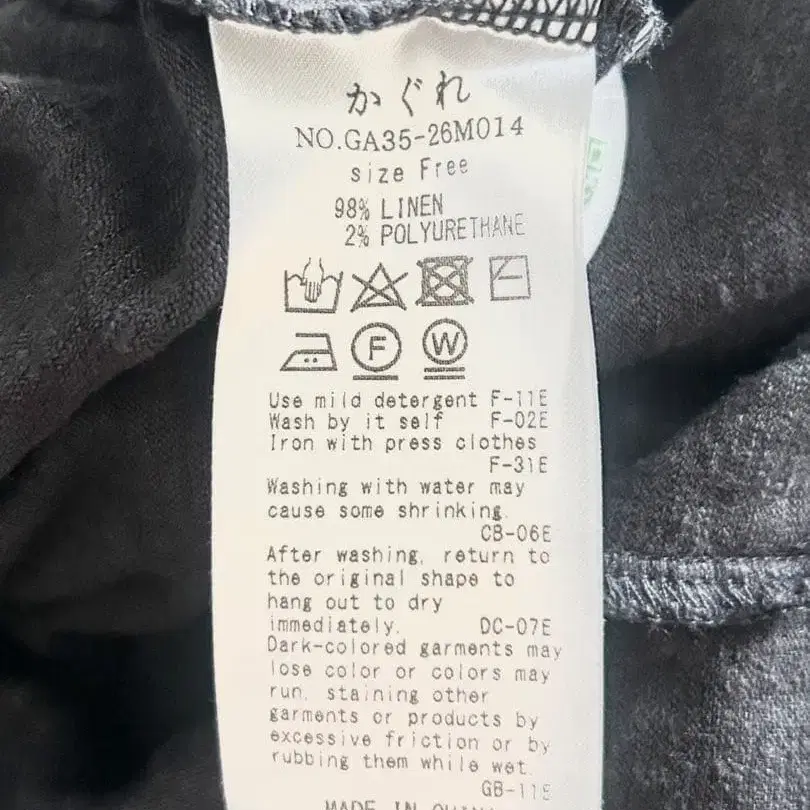 かぐれ
NO.GA35-26M014
size Free
98% LINEN
2% POLYURETHANE
F W
Use mild detergent F-11E
Wash by it self F-02E
Iron with press clothes
F-31E
Washing with water may
cause some shrinking.
CB-06E
After washing, return to
the original shape to
hang out to dry
immediately. DC-07E
Dark-colored garments may
lose color or colors may
run, staining other
garments or products by
excessive friction or by
rubbing them while wet.
GB-11E
MADE IN CHINA